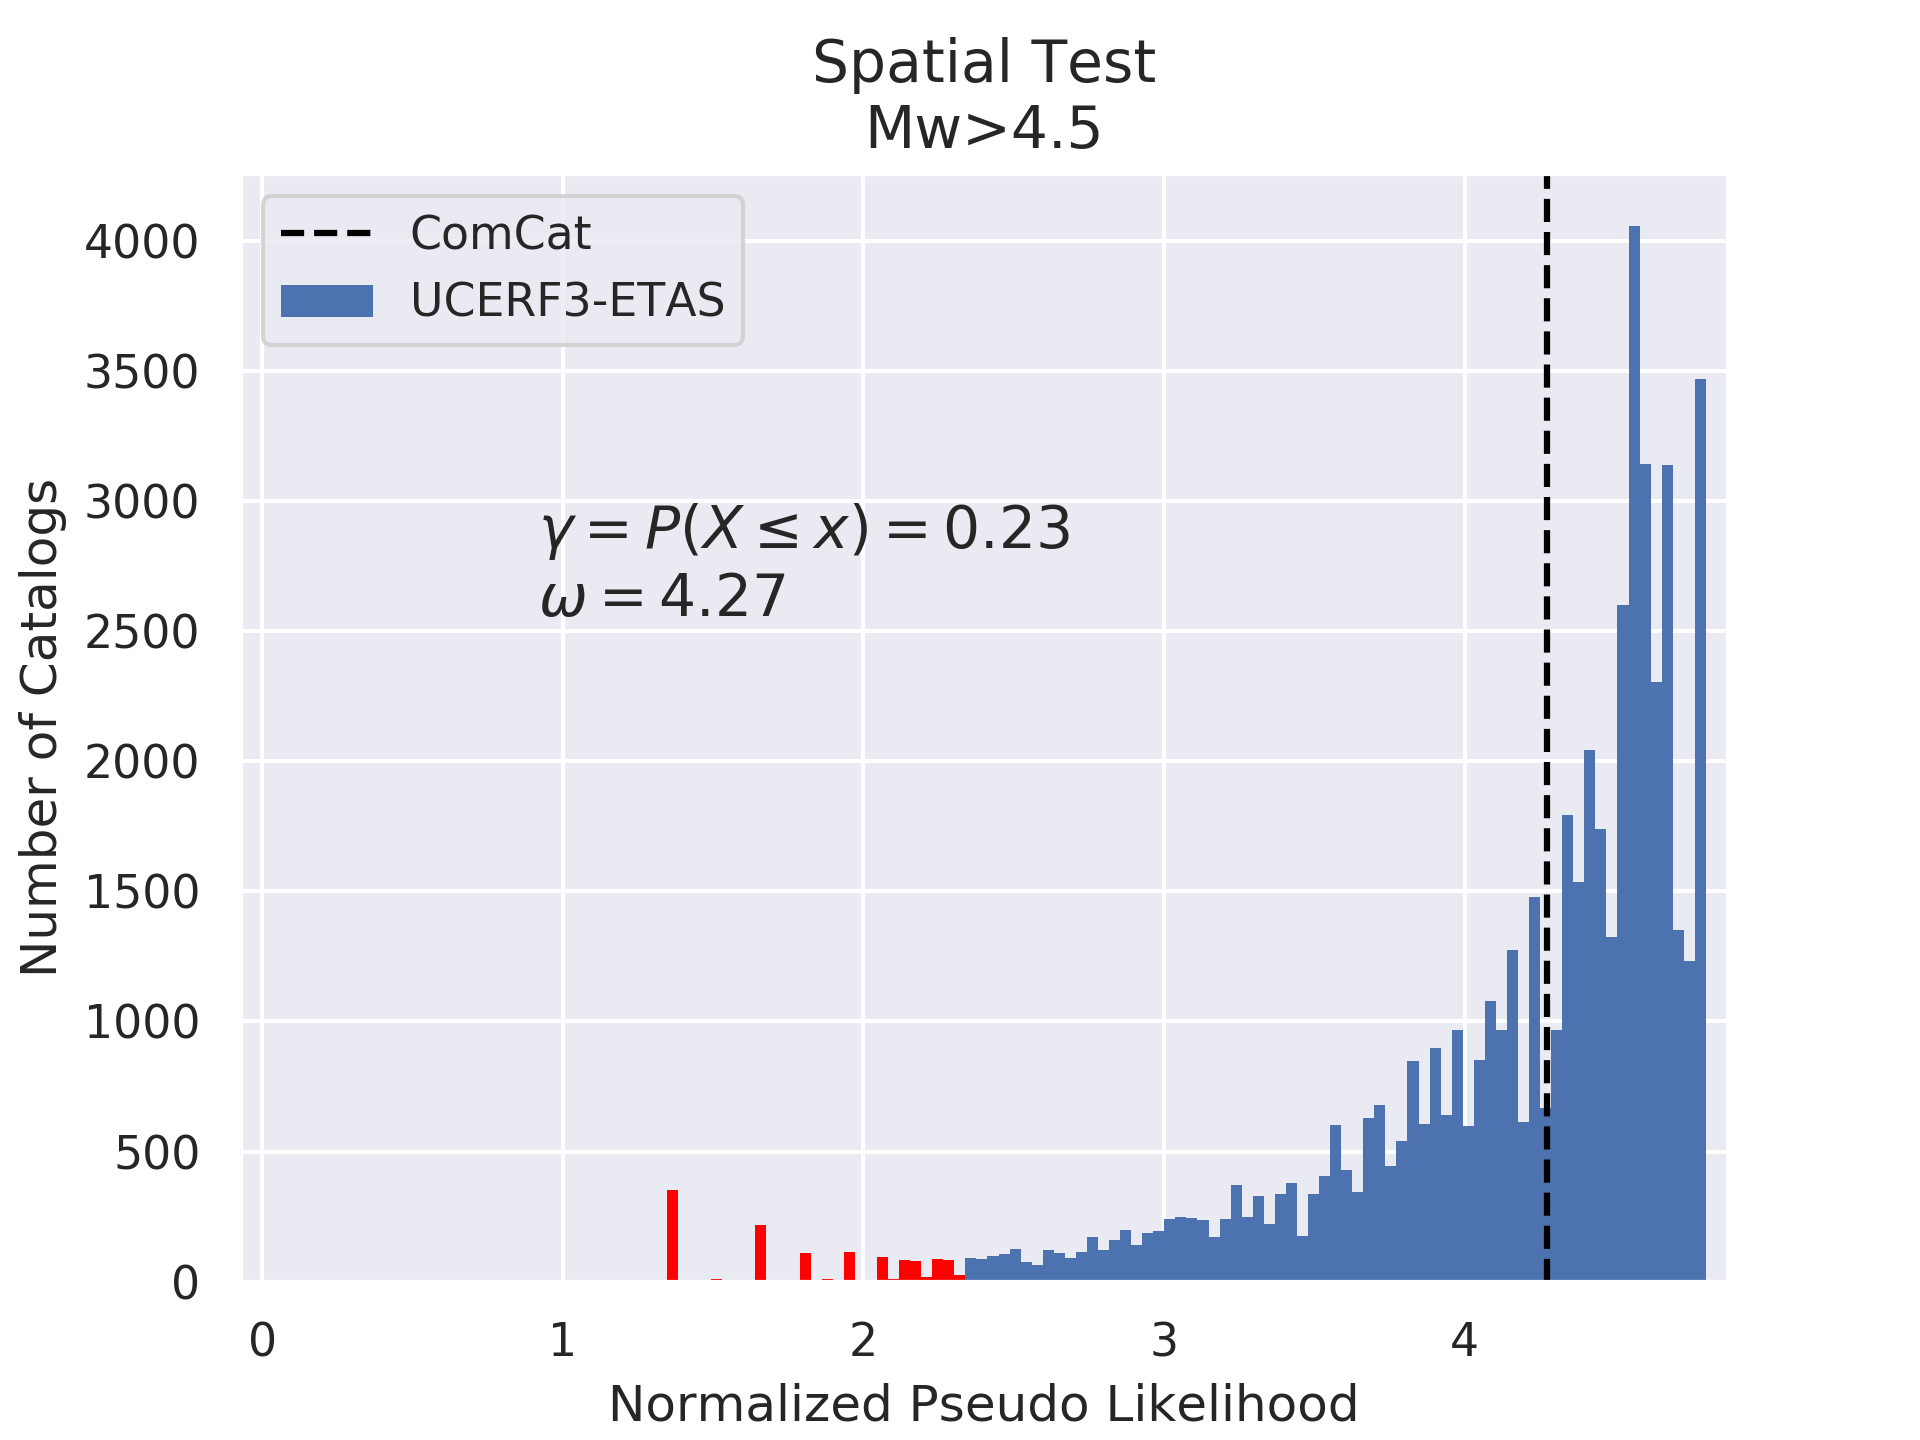 Spatial Test
Mw>4.5
ComCat
UCERF3-ETAS
γ = P(X ≤ x) = 0.23
ω = 4.27
Number of Catalogs
4000
3500
3000
2500
2000
1500
1000
500
0
0 1 2 3 4
Normalized Pseudo Likelihood